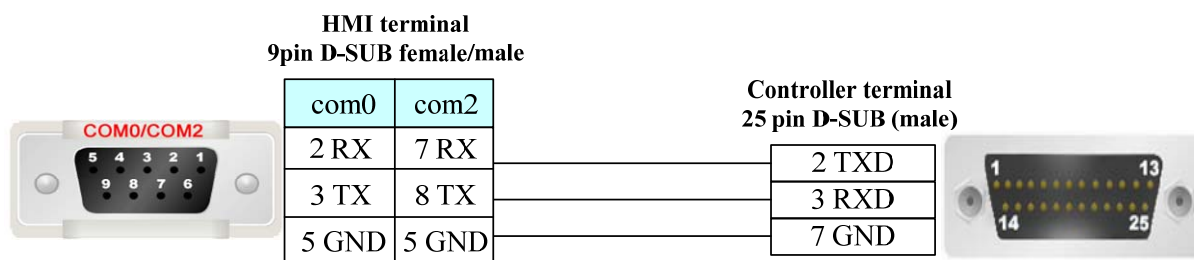 HMI terminal
9pin D-SUB female/male
com0 com2
2 RX 7 RX
3 TX 8 TX
5 GND 5 GND
COM0/COM2
5 4 3 2 1
9 8 7 6
Controller terminal
25 pin D-SUB (male)
2 TXD
3 RXD
7 GND
1 13
14 25